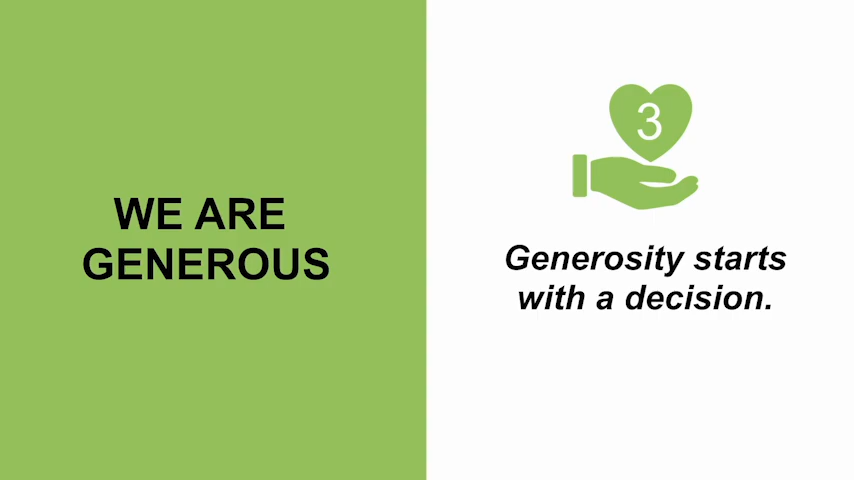 WE ARE
GENEROUS
3
Generosity starts
with a decision.